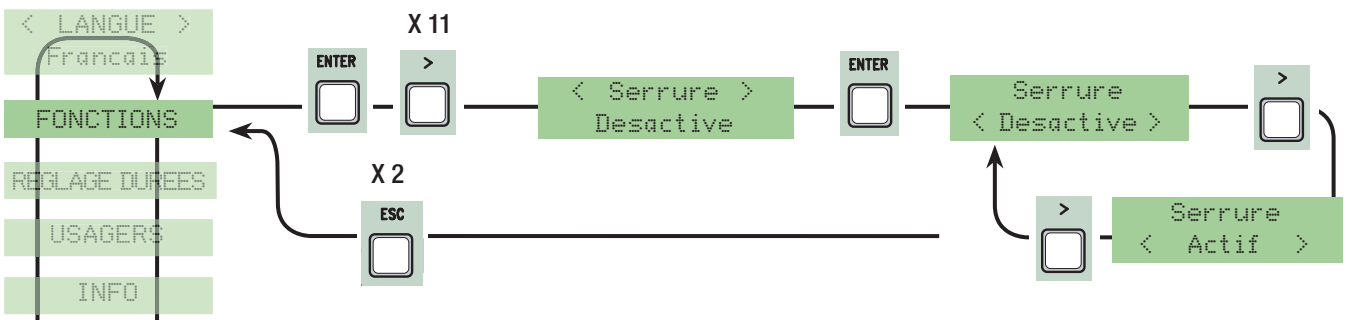 < LANGUE >
Francais
FONCTIONS
REGLAGE DUREES
USAGERS
INFO
ENTER
X 11
>
< Serrure >
Desactive
ENTER
Serrure
< Desactive >
>
Serrure
< Actif >
>
X 2
ESC